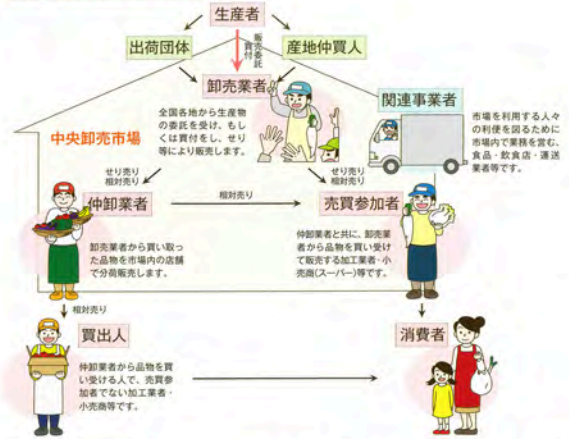 生産者
出荷団体
販売委託
買付
産地仲買人
卸売業者
全国各地から生産物
の委託を受け、もし
くは買付をし、せり
等により販売します。
中央卸売市場
関連事業者
市場を利用する人々
の利便を図るために
市場内で業務を営む、
食品・飲食店・運送
業者等です。
せり売り
相対売り
せり売り
相対売り
仲卸業者
相対売り
売買参加者
卸売業者から買い取っ
た品物を市場内の店舗
で分荷販売します。
仲卸業者と共に、卸売業
者から品物を買い受け
て販売する加工業者・小
売商(スーパー)等です。
相対売り
買出人
消費者
仲卸業者から品物を買
い受ける人で、売買参
加者でない加工業者・
小売商等です。